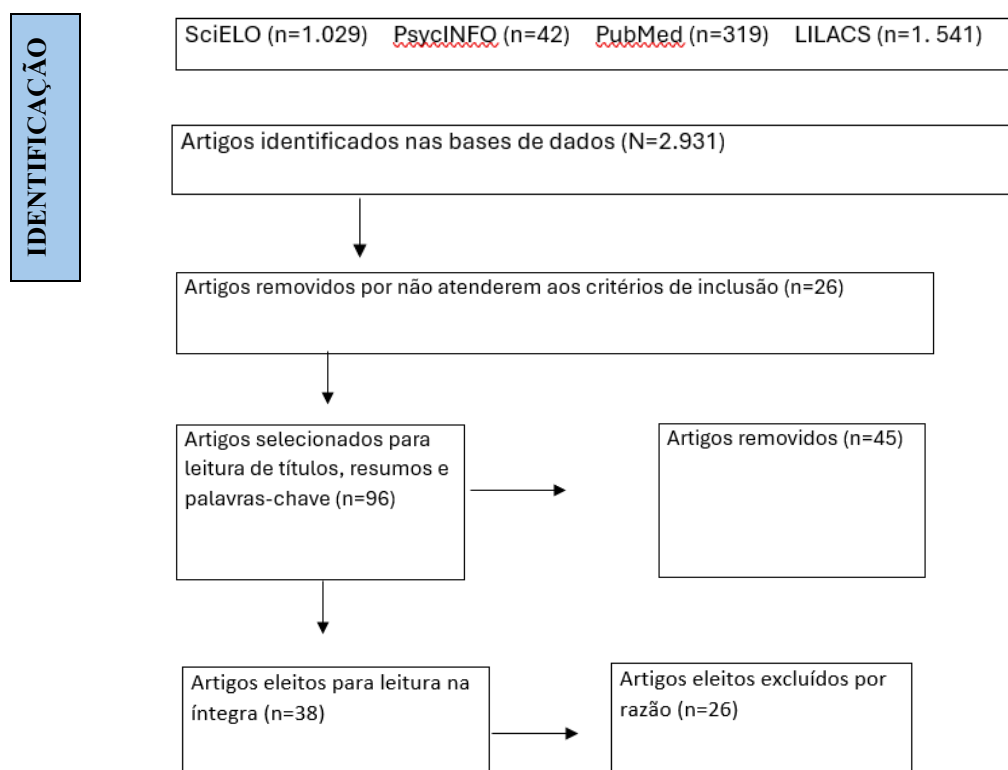 IDENTIFICAÇÃO
SciELO (n=1.029) PsycINFO (n=42) PubMed (n=319) LILACS (n=1. 541)
Artigos identificados nas bases de dados (N=2.931)
Artigos removidos por não atenderem aos critérios de inclusão (n=26)
Artigos selecionados para
leitura de títulos, resumos e
palavras-chave (n=96)
Artigos removidos (n=45)
Artigos eleitos para leitura na
íntegra (n=38)
Artigos eleitos excluídos por
razão (n=26)